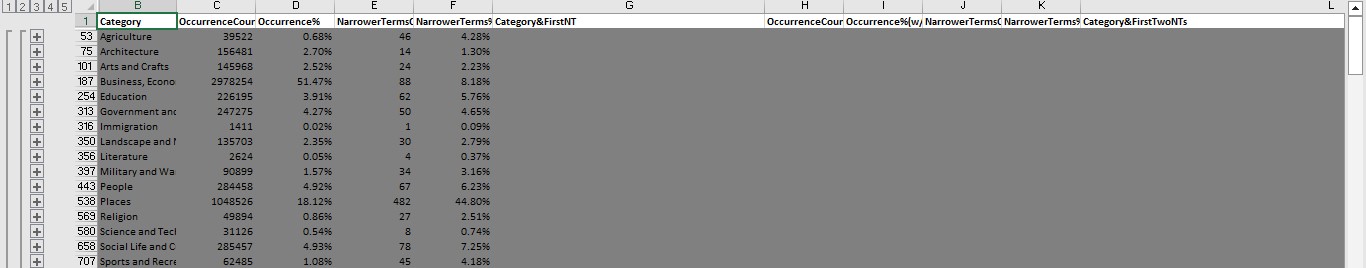 1 2 3 4 5 B C D E F G H I J K L
1 Category OccurrenceCour Occurrence% NarrowerTermsC NarrowerTerms% Category&FirstNT OccurrenceCour Occurrence%(w/ NarrowerTermsC NarrowerTerms% Category&FirstTwoNTs
53 Agriculture 39522 0.68% 46 4.28%
75 Architecture 156481 2.70% 14 1.30%
101 Arts and Crafts 145968 2.52% 24 2.23%
187 Business, Econo 2978254 51.47% 88 8.18%
254 Education 226195 3.91% 62 5.76%
313 Government and 247275 4.27% 50 4.65%
316 Immigration 1411 0.02% 1 0.09%
350 Landscape and N 135703 2.35% 30 2.79%
356 Literature 2624 0.05% 4 0.37%
397 Military and Wa 90899 1.57% 34 3.16%
443 People 284458 4.92% 67 6.23%
538 Places 1048526 18.12% 482 44.80%
569 Religion 49894 0.86% 27 2.51%
580 Science and Tecl 31126 0.54% 8 0.74%
658 Social Life and C 285457 4.93% 78 7.25%
707 Sports and Recre 62485 1.08% 45 4.18%